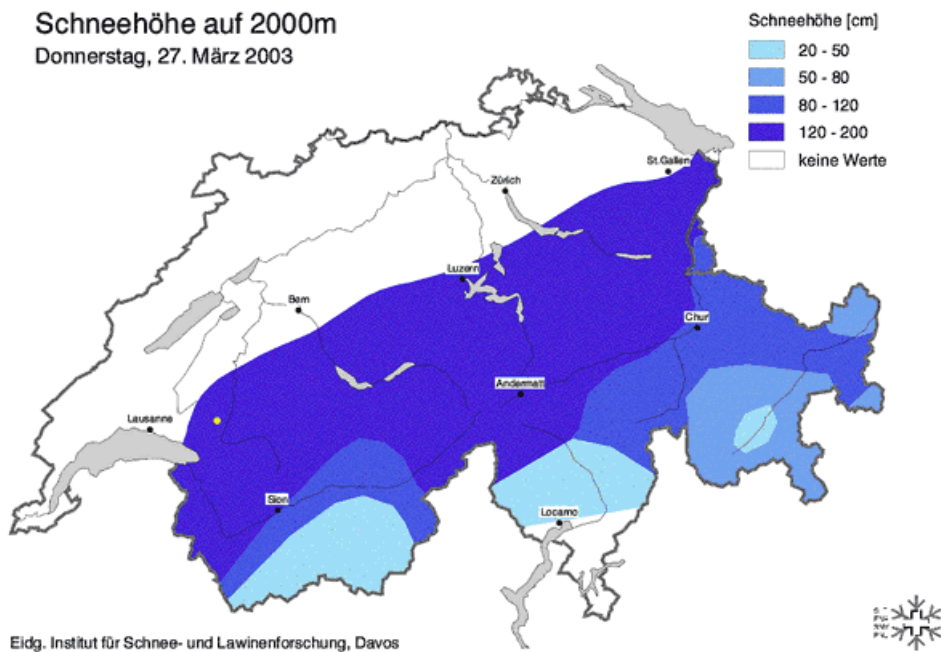 Schneehöhe auf 2000m
Donnerstag, 27. März 2003
Schneehöhe [cm]
20 - 50
50 - 80
80 - 120
120 - 200
keine Werte
St.Gallen
Zürich
Luzern
Bern
Chur
Andermatt
Lausanne
Sion
Locarno
Eidg. Institut für Schnee- und Lawinenforschung, Davos